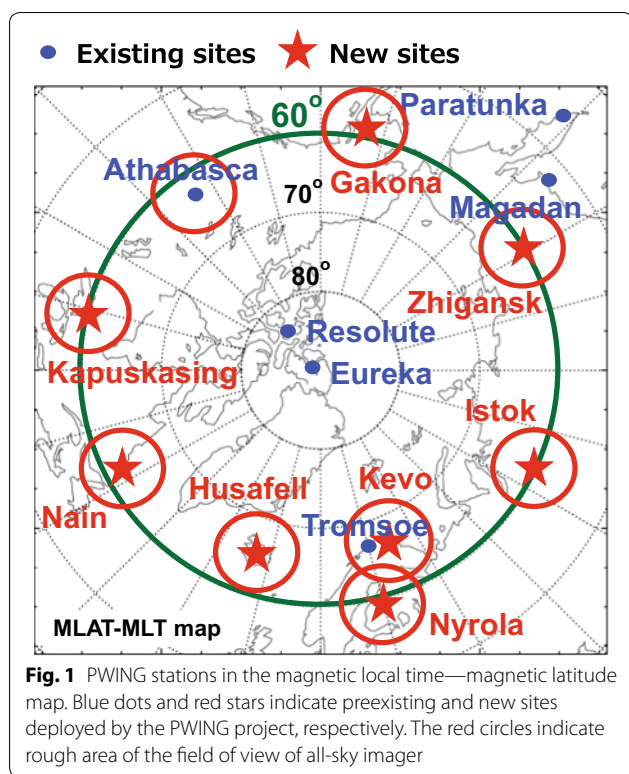 Existing sites New sites
60°
Paratunka
Athabasca
Gakona
70°
Magadan
80°
Zhigansk
Resolute
Kapuskasing
Eureka
Istok
Husafell
Kevo
Nain
Tromsoe
Nyrola
MLAT-MLT map
Fig. 1 PWING stations in the magnetic local time—magnetic latitude
map. Blue dots and red stars indicate preexisting and new sites
deployed by the PWING project, respectively. The red circles indicate
rough area of the field of view of all-sky imager